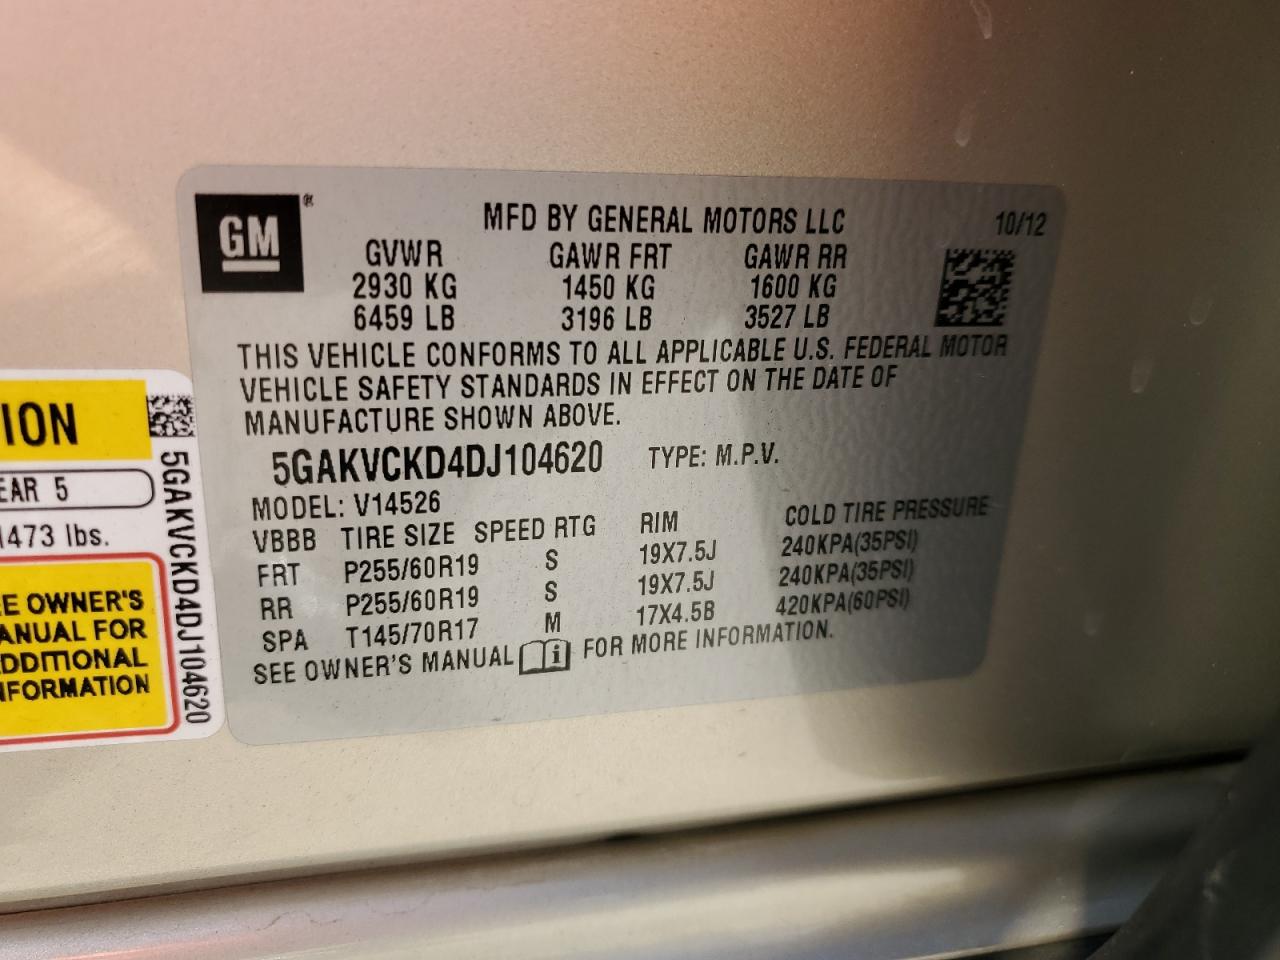 GM ®
MFD BY GENERAL MOTORS LLC 10/12
GVWR GAWR FRT GAWR RR
2930 KG 1450 KG 1600 KG
6459 LB 3196 LB 3527 LB
THIS VEHICLE CONFORMS TO ALL APPLICABLE U.S. FEDERAL MOTOR
VEHICLE SAFETY STANDARDS IN EFFECT ON THE DATE OF
MANUFACTURE SHOWN ABOVE.
5GAKVCKD4DJ104620 TYPE: M.P.V.
MODEL: V14526
VBBB TIRE SIZE SPEED RTG RIM COLD TIRE PRESSURE
FRT P255/60R19 S 19X7.5J 240KPA(35PSI)
RR P255/60R19 S 19X7.5J 240KPA(35PSI)
SPA T145/70R17 M 17X4.5B 420KPA(60PSI)
SEE OWNER'S MANUAL i FOR MORE INFORMATION.
ION
EAR 5
1473 lbs.
EE OWNER'S
ANUAL FOR
DDITIONAL
NFORMATION
5GAKVCKD4DJ104620